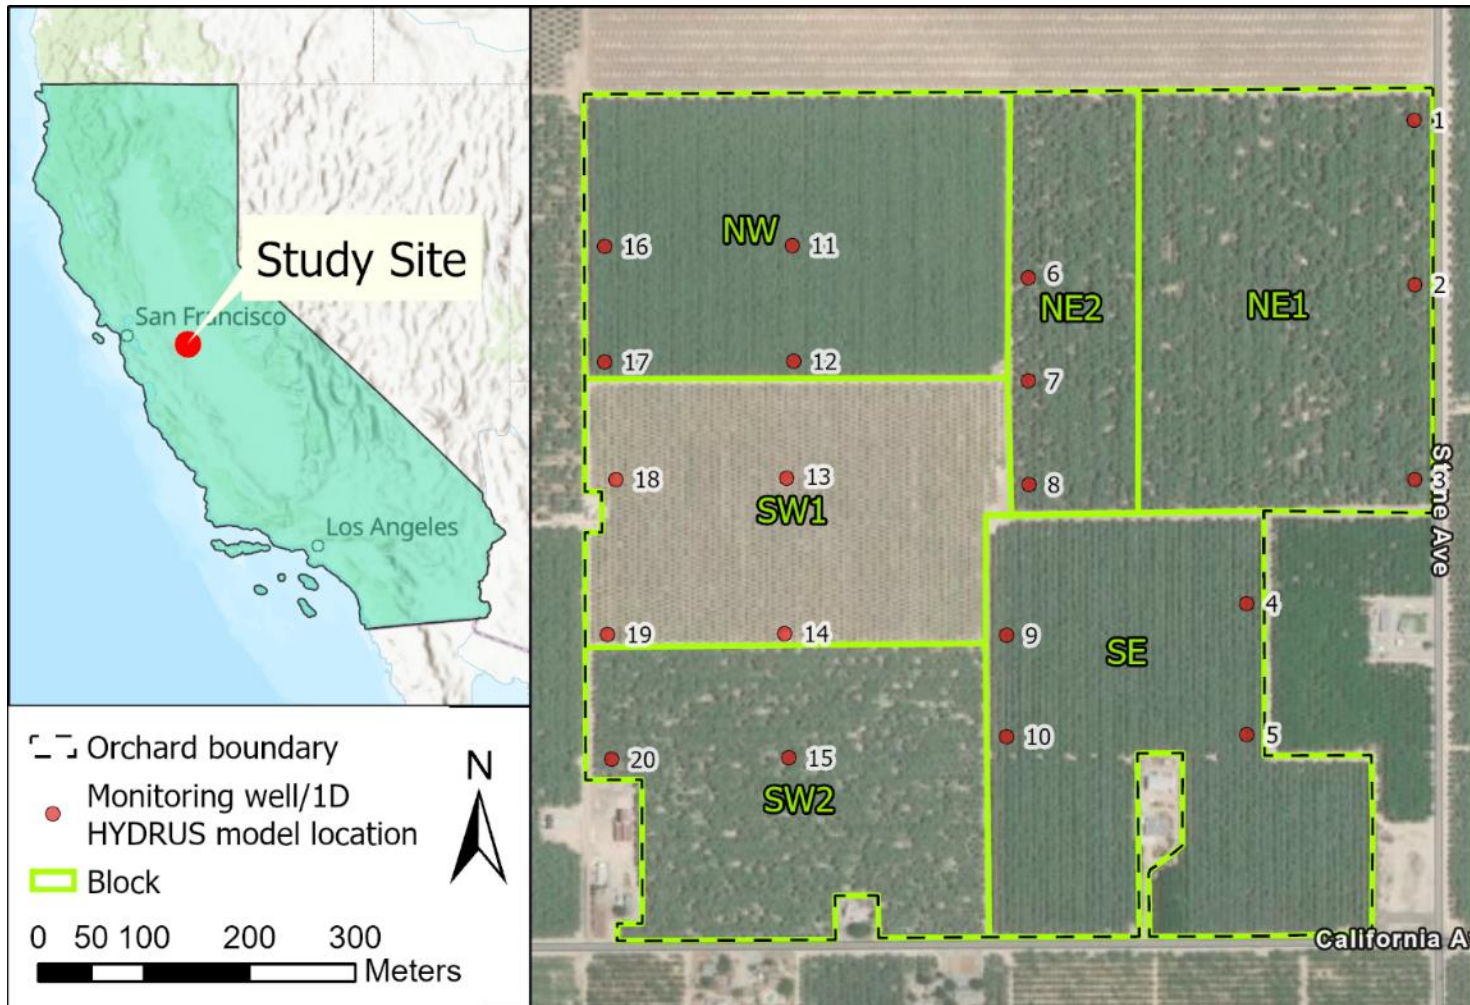 Study Site
San Francisco
Los Angeles
Orchard boundary
Monitoring well/1D
HYDRUS model location
Block
N
0 50 100 200 300
Meters
1
NW
16
11
6
2
NE2
NE1
17
12
7
18
13
8
SW1
Stone Ave
4
19
14
9
SE
10
5
20
15
SW2
California Av